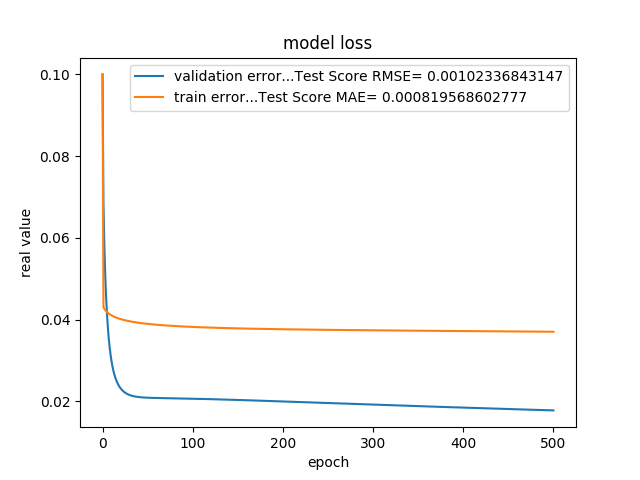 model loss
validation error...Test Score RMSE= 0.00102336843147
train error...Test Score MAE= 0.000819568602777
0.10
0.08
0.06
0.04
0.02
real value
0 100 200 300 400 500
epoch